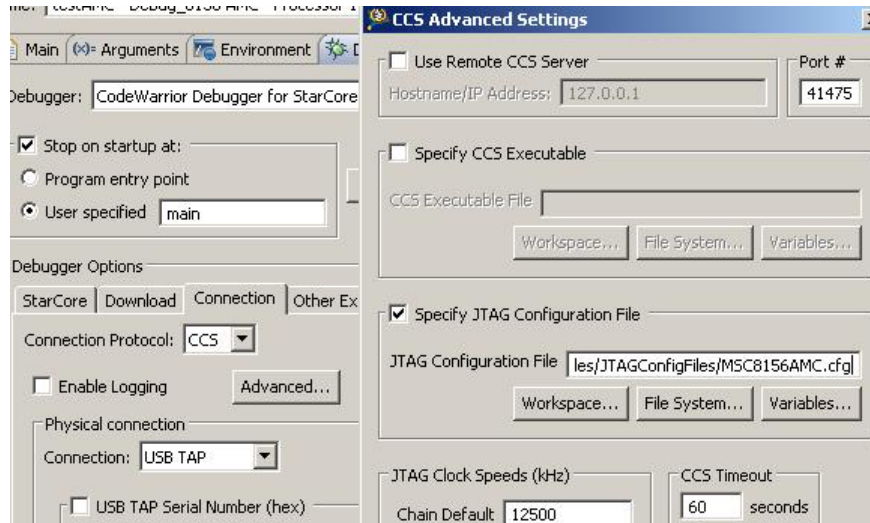 Main (x)= Arguments Environment
Debugger: CodeWarrior Debugger for StarCore
Stop on startup at:
Program entry point
User specified main
Debugger Options
StarCore Download Connection Other Ex
Connection Protocol: CCS
Enable Logging Advanced...
Physical connection
Connection: USB TAP
USB TAP Serial Number (hex)
CCS Advanced Settings
Use Remote CCS Server
Port #
Hostname/IP Address: 127.0.0.1
41475
Specify CCS Executable
CCS Executable File
Workspace... File System... Variables...
Specify JTAG Configuration File
JTAG Configuration File les/JTAGConfigFiles/MSC8156AMC.cfg
Workspace... File System... Variables...
JTAG Clock Speeds (kHz)
Chain Default 12500
CCS Timeout
60 seconds